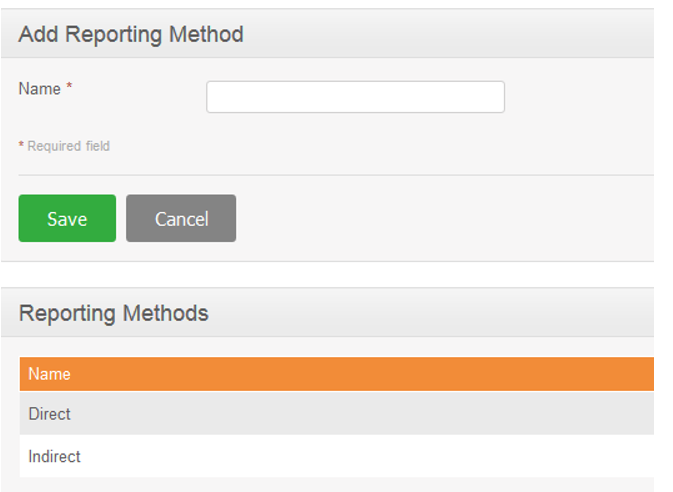 Add Reporting Method
Name *
* Required field
Save Cancel
Reporting Methods
Name
Direct
Indirect